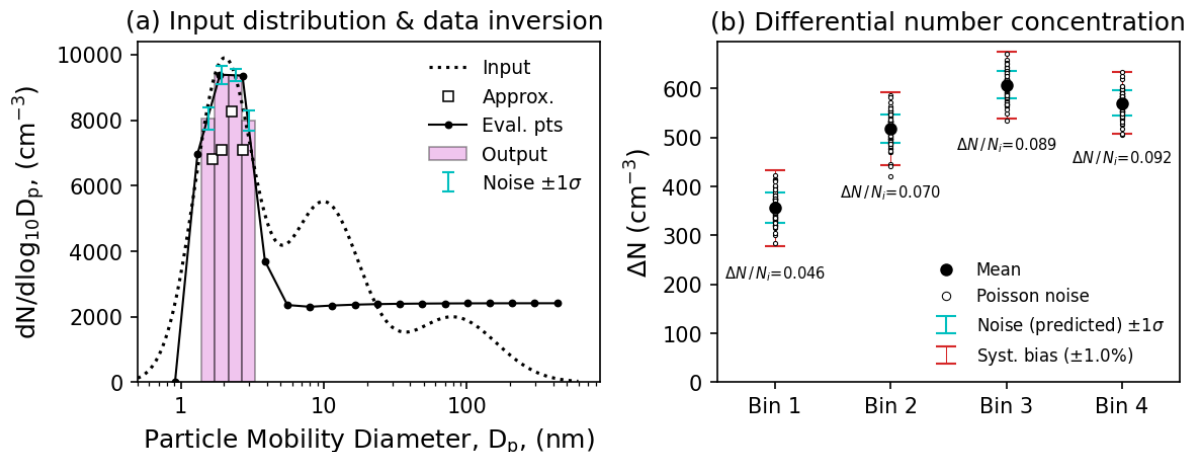 (a) Input distribution & data inversion
dN/dlog₁₀Dₚ, (cm⁻³)
10000
8000
6000
4000
2000
0
Input
Approx.
Eval. pts
Output
Noise ±1σ
1
10
100
Particle Mobility Diameter, Dₚ, (nm)
(b) Differential number concentration
ΔN (cm⁻³)
600
500
400
300
200
100
0
ΔN/Nᵢ=0.046
ΔN/Nᵢ=0.070
ΔN/Nᵢ=0.089
ΔN/Nᵢ=0.092
Mean
Poisson noise
Noise (predicted) ±1σ
Syst. bias (±1.0%)
Bin 1
Bin 2
Bin 3
Bin 4